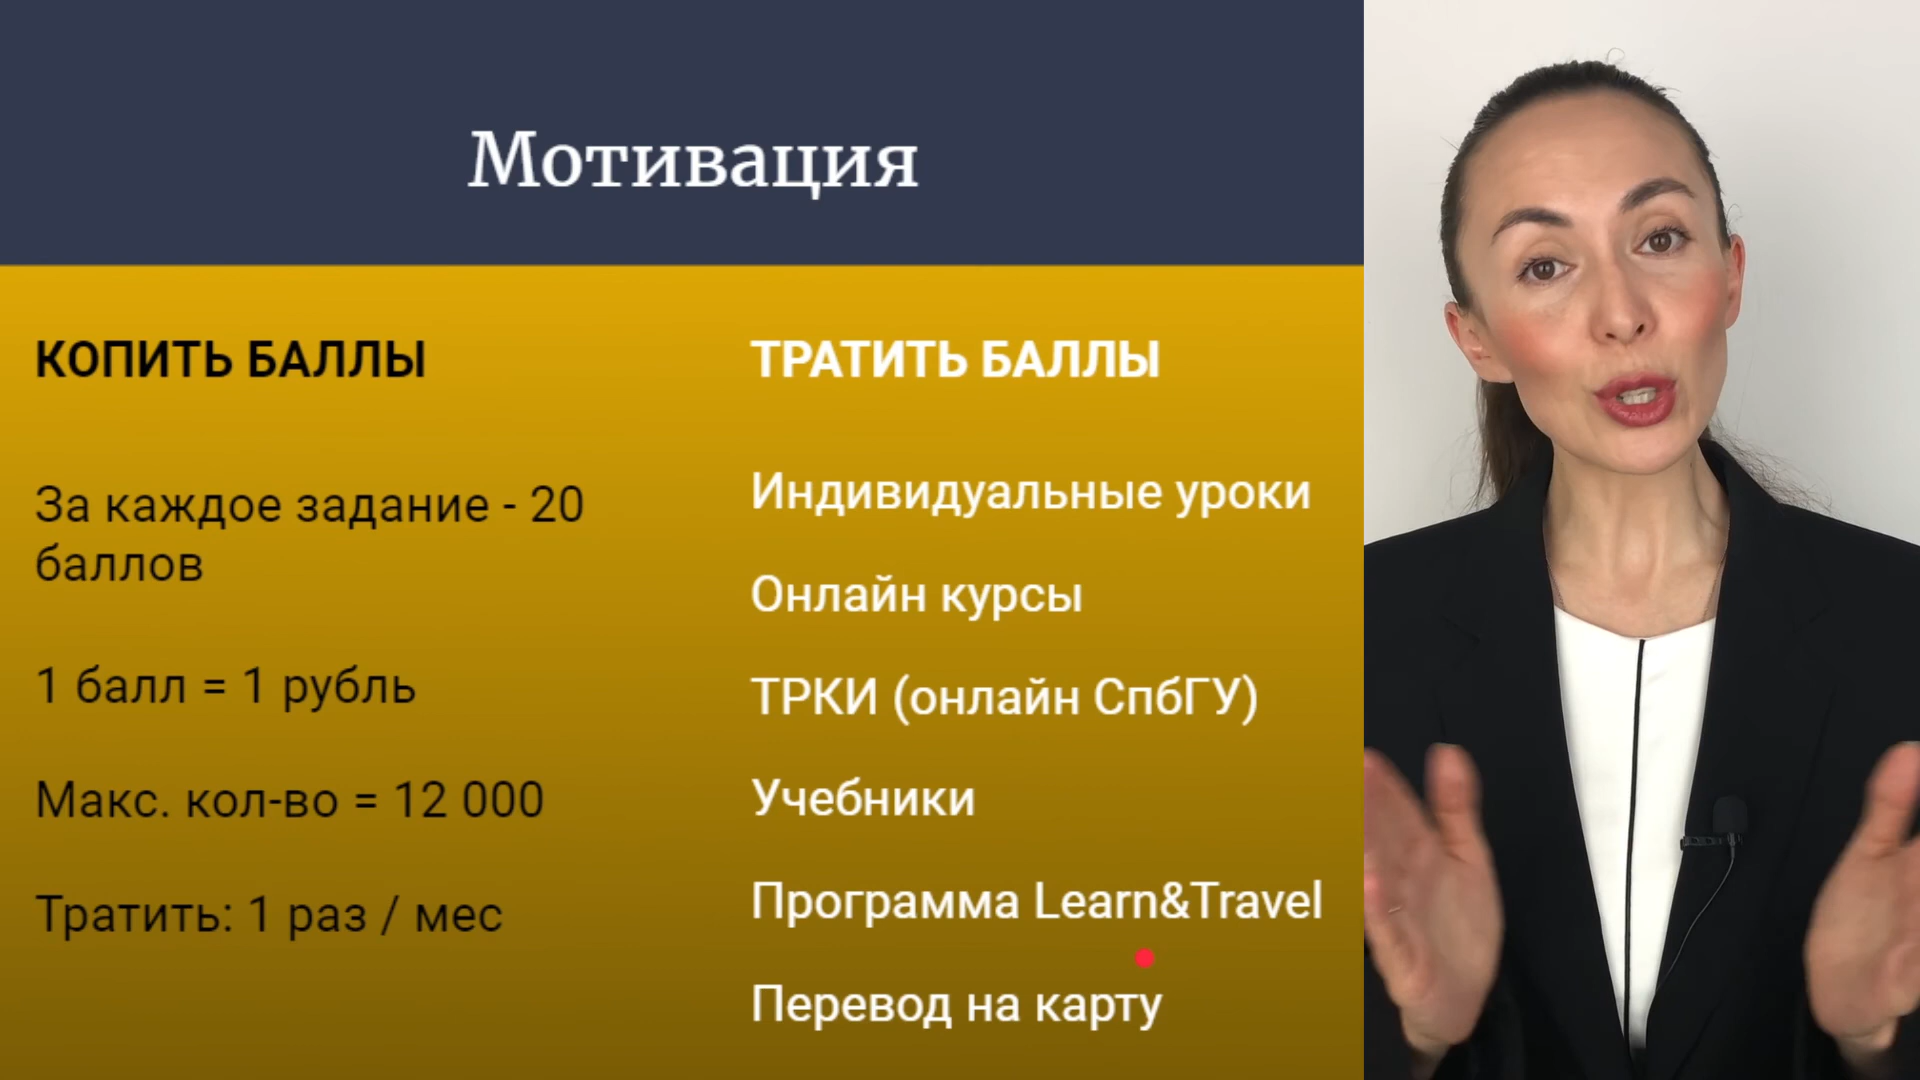 Мотивация
КОПИТЬ БАЛЛЫ
За каждое задание - 20
баллов
1 балл = 1 рубль
Макс. кол-во = 12 000
Тратить: 1 раз / мес
ТРАТИТЬ БАЛЛЫ
Индивидуальные уроки
Онлайн курсы
ТРКИ (онлайн СпбГУ)
Учебники
Программа Learn&Travel
Перевод на карту